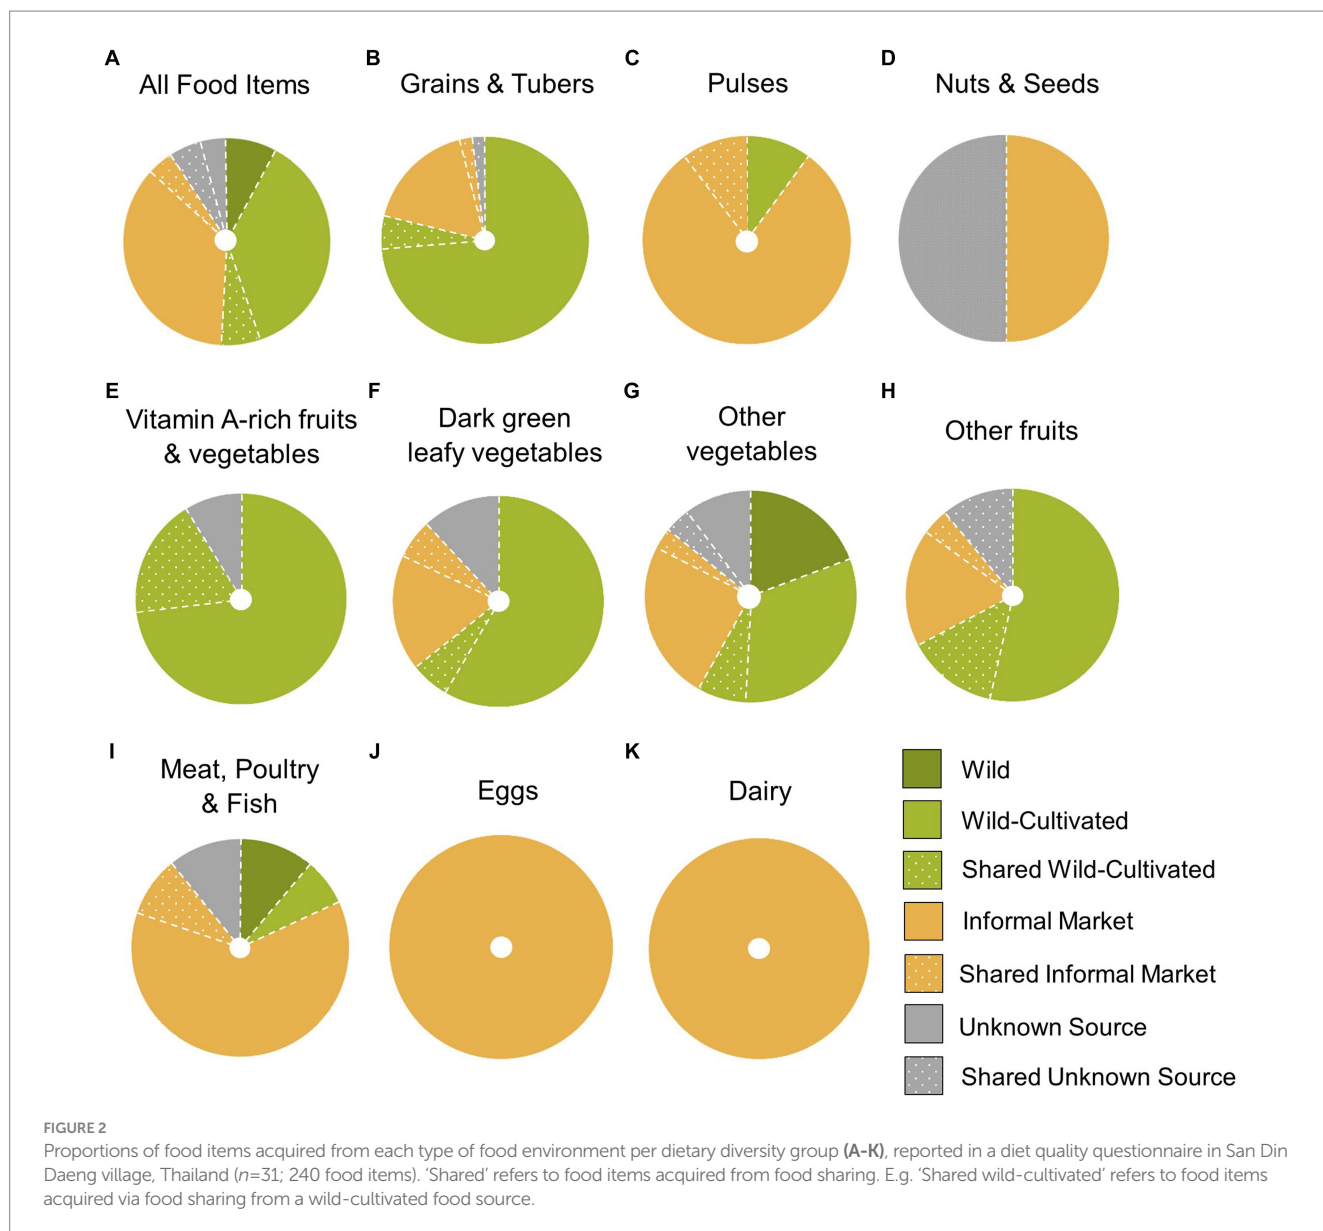 A
All Food Items
B
Grains & Tubers
C
Pulses
D
Nuts & Seeds
E
Vitamin A-rich fruits
& vegetables
F
Dark green
leafy vegetables
G
Other
vegetables
H
Other fruits
I
Meat, Poultry
& Fish
J
Eggs
K
Dairy
Wild
Wild-Cultivated
Shared Wild-Cultivated
Informal Market
Shared Informal Market
Unknown Source
Shared Unknown Source
FIGURE 2
Proportions of food items acquired from each type of food environment per dietary diversity group (A-K), reported in a diet quality questionnaire in San Din
Daeng village, Thailand (n=31; 240 food items). ‘Shared’ refers to food items acquired from food sharing. E.g. ‘Shared wild-cultivated’ refers to food items
acquired via food sharing from a wild-cultivated food source.